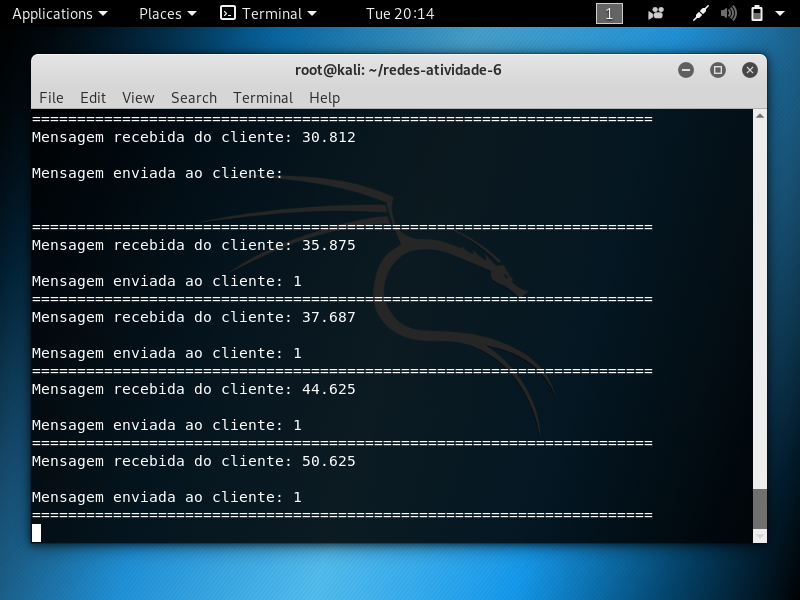 Applications Places Terminal Tue 20:14 1
root@kali: ~/redes-atividade-6
File Edit View Search Terminal Help
=====================================================================
Mensagem recebida do cliente: 30.812
Mensagem enviada ao cliente:
=====================================================================
Mensagem recebida do cliente: 35.875
Mensagem enviada ao cliente: 1
=====================================================================
Mensagem recebida do cliente: 37.687
Mensagem enviada ao cliente: 1
=====================================================================
Mensagem recebida do cliente: 44.625
Mensagem enviada ao cliente: 1
=====================================================================
Mensagem recebida do cliente: 50.625
Mensagem enviada ao cliente: 1
=====================================================================